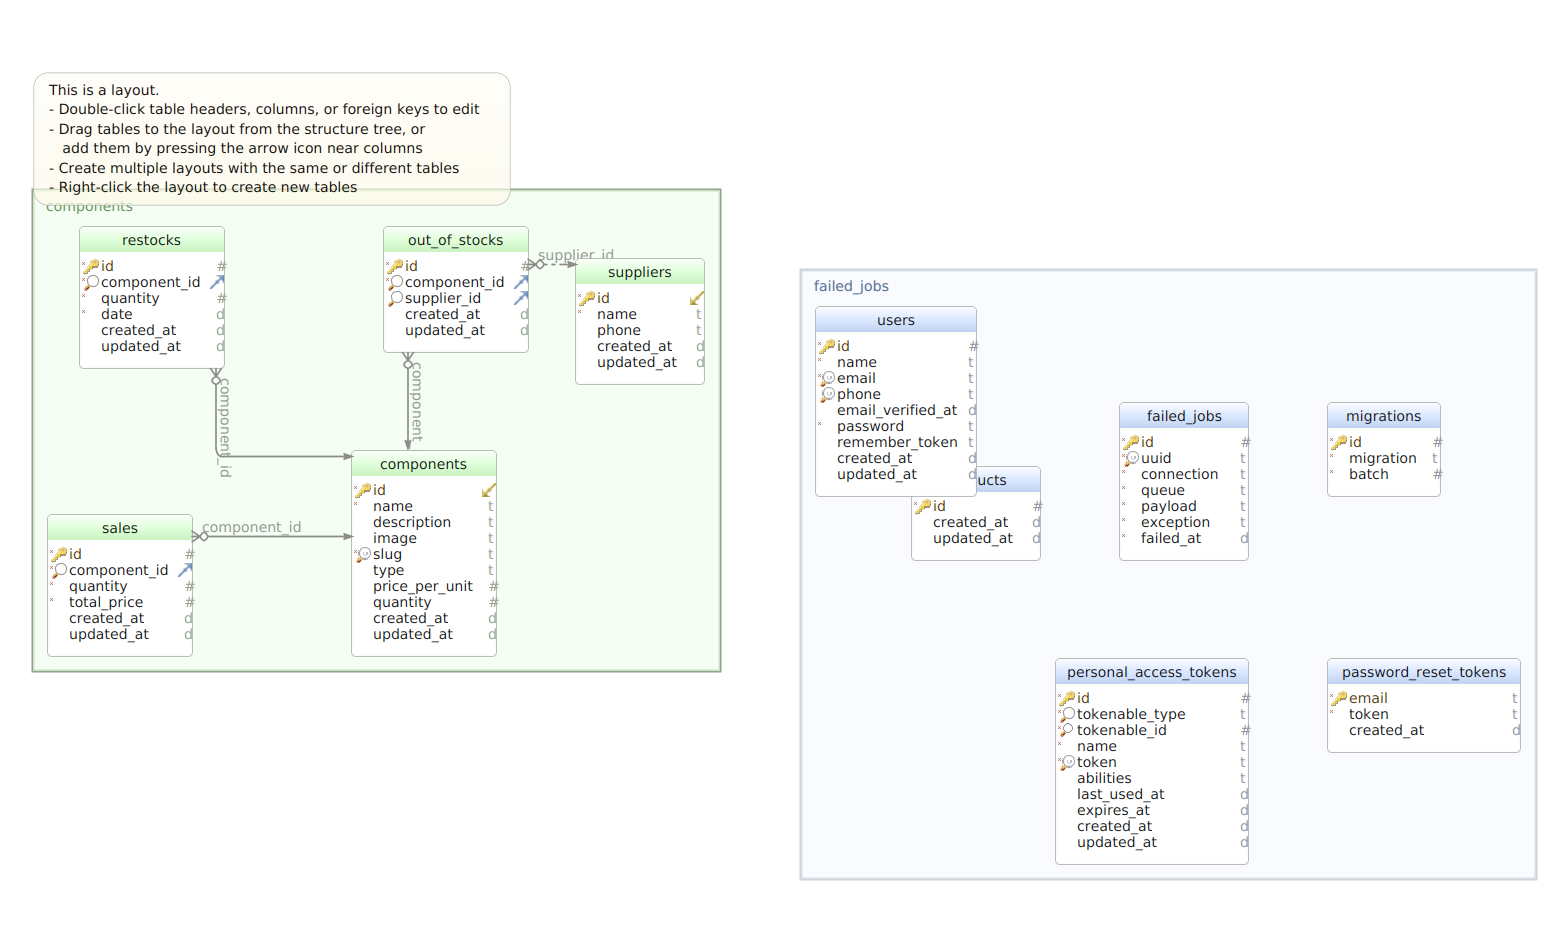 This is a layout.
- Double-click table headers, columns, or foreign keys to edit
- Drag tables to the layout from the structure tree, or
add them by pressing the arrow icon near columns
- Create multiple layouts with the same or different tables
- Right-click the layout to create new tables
components
restocks
id #
component_id
quantity #
date d
created_at d
updated_at d
out_of_stocks
id #
component_id
supplier_id
created_at d
updated_at d
supplier_id
suppliers
id
name t
phone t
created_at d
updated_at d
component_id
component
components
id
name t
description t
image t
slug t
type t
price_per_unit #
quantity #
created_at d
updated_at d
sales
id #
component_id
quantity #
total_price #
created_at d
updated_at d
component_id
failed_jobs
users
id #
name t
email t
phone t
email_verified_at d
password t
remember_token t
created_at d
updated_at d
ucts
id #
created_at d
updated_at d
failed_jobs
id #
uuid t
connection t
queue t
payload t
exception t
failed_at d
migrations
id #
migration t
batch #
personal_access_tokens
id #
tokenable_type t
tokenable_id #
name t
token t
abilities t
last_used_at d
expires_at d
created_at d
updated_at d
password_reset_tokens
email t
token t
created_at d